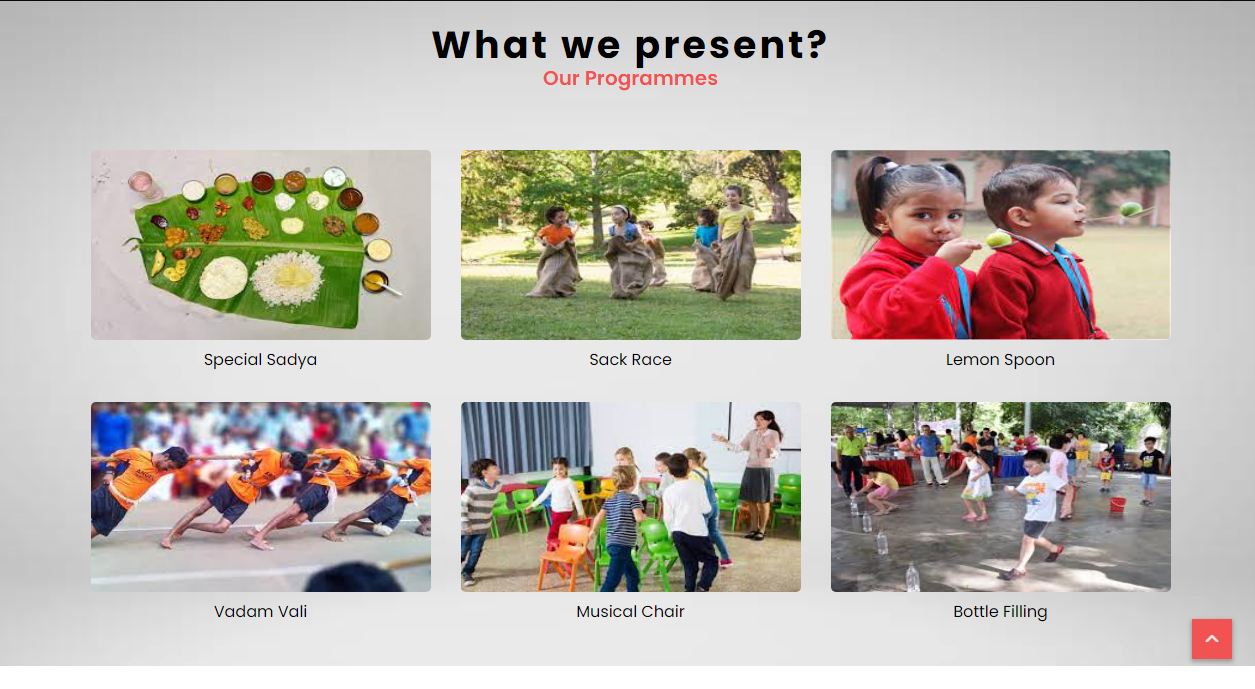 What we present?
Our Programmes
Special Sadya
Sack Race
Lemon Spoon
Vadam Vali
Musical Chair
Bottle Filling